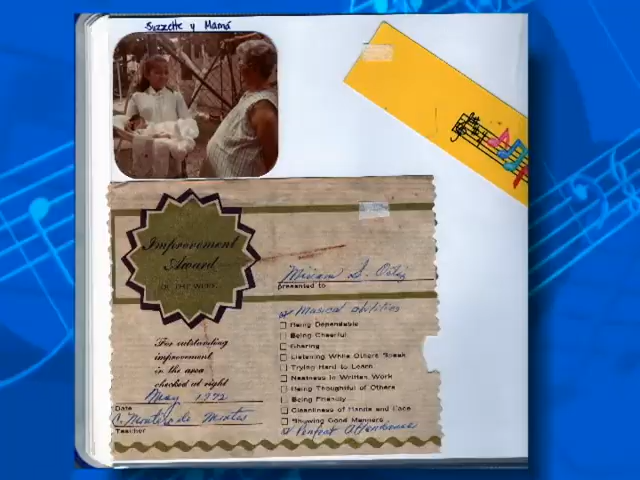 Suzzette y Mamá
Improvement
Award
OF THE WEEK
Miriam S. Ortiz
presented to
Musical abilities
Being Dependable
Being Cheerful
Sharing
Listening While Others Speak
Trying Hard to Learn
Neatness in Written Work
Being Thoughtful of Others
Being Friendly
Cleanliness of Hands and Face
Showing Good Manners
Perfect Attendance
For outstanding
improvement
in the area
checked at right
May 1972
Date
Teacher